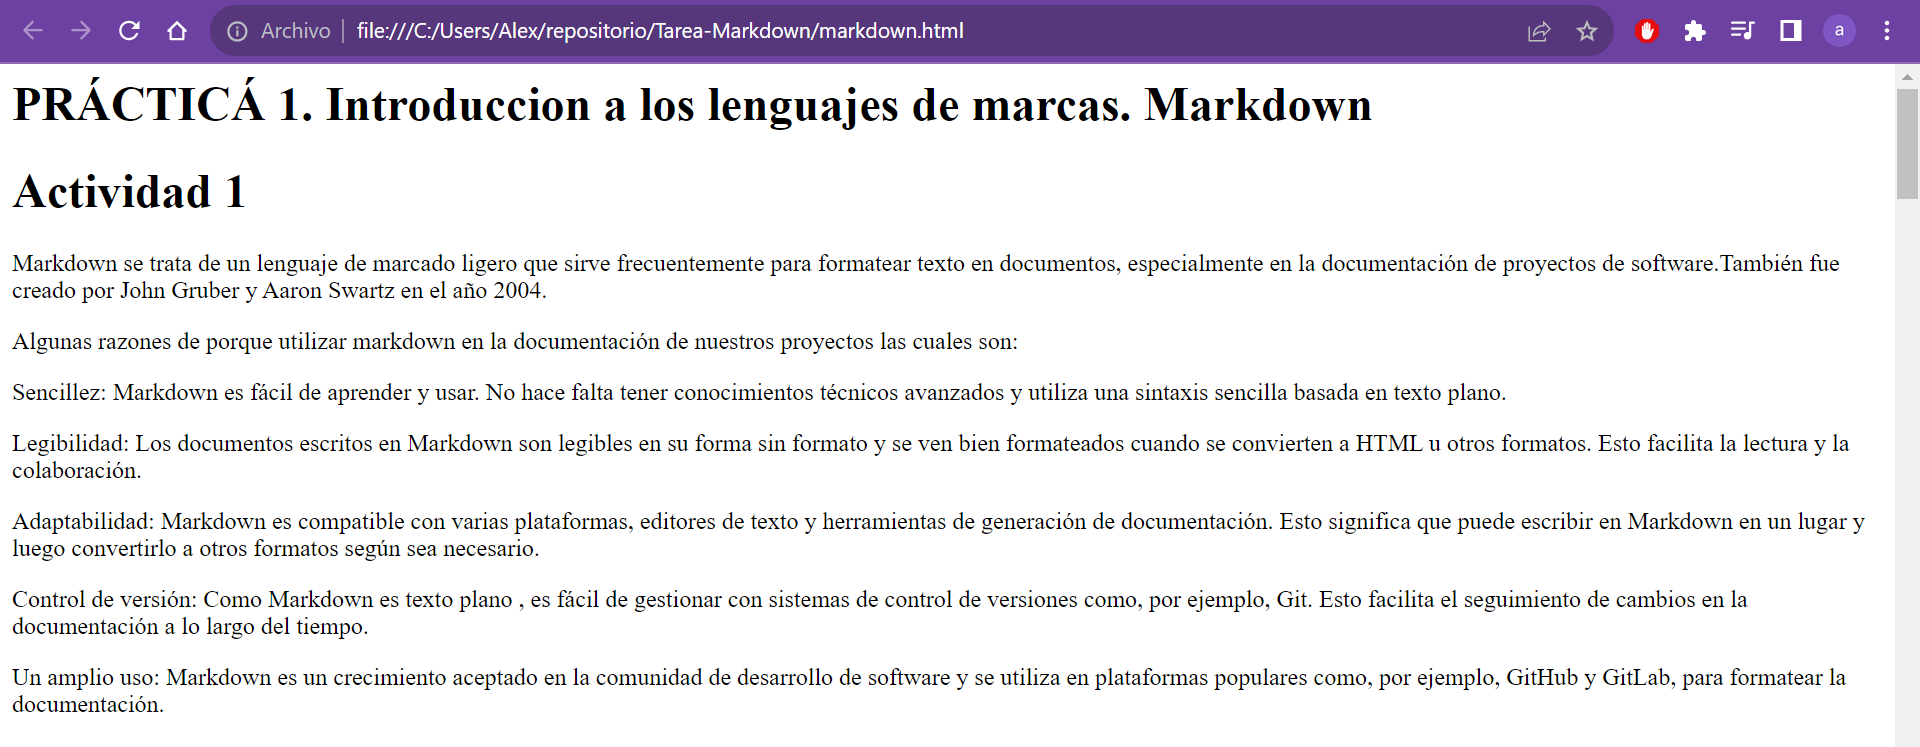 Archivo | file:///C:/Users/Alex/repositorio/Tarea-Markdown/markdown.html
a
PRÁCTICÁ 1. Introduccion a los lenguajes de marcas. Markdown
Actividad 1
Markdown se trata de un lenguaje de marcado ligero que sirve frecuentemente para formatear texto en documentos, especialmente en la documentación de proyectos de software.También fue
creado por John Gruber y Aaron Swartz en el año 2004.
Algunas razones de porque utilizar markdown en la documentación de nuestros proyectos las cuales son:
Sencillez: Markdown es fácil de aprender y usar. No hace falta tener conocimientos técnicos avanzados y utiliza una sintaxis sencilla basada en texto plano.
Legibilidad: Los documentos escritos en Markdown son legibles en su forma sin formato y se ven bien formateados cuando se convierten a HTML u otros formatos. Esto facilita la lectura y la
colaboración.
Adaptabilidad: Markdown es compatible con varias plataformas, editores de texto y herramientas de generación de documentación. Esto significa que puede escribir en Markdown en un lugar y
luego convertirlo a otros formatos según sea necesario.
Control de versión: Como Markdown es texto plano , es fácil de gestionar con sistemas de control de versiones como, por ejemplo, Git. Esto facilita el seguimiento de cambios en la
documentación a lo largo del tiempo.
Un amplio uso: Markdown es un crecimiento aceptado en la comunidad de desarrollo de software y se utiliza en plataformas populares como, por ejemplo, GitHub y GitLab, para formatear la
documentación.